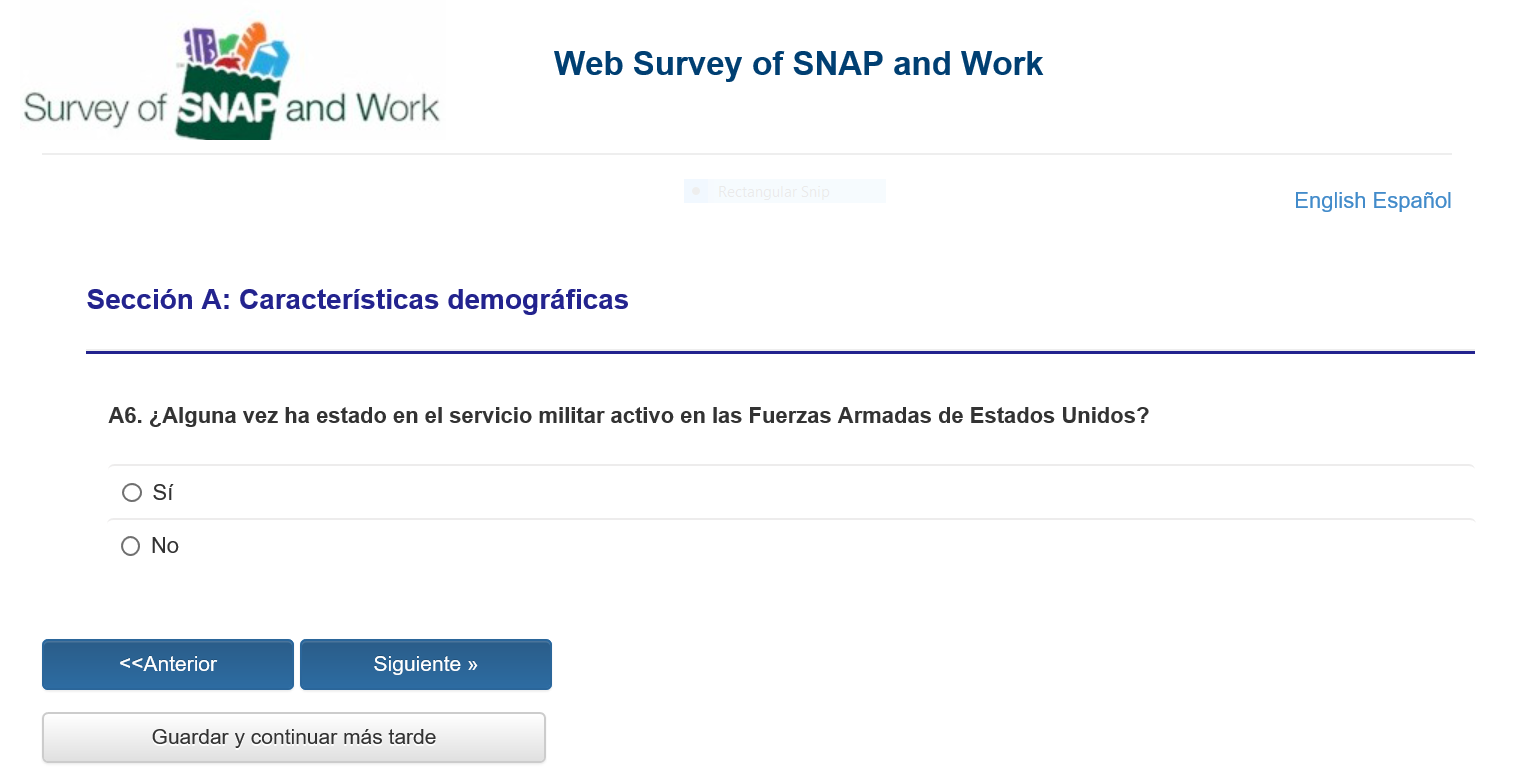 Survey of SNAP and Work
Web Survey of SNAP and Work
Rectangular Snip
English Español
Sección A: Características demográficas
A6. ¿Alguna vez ha estado en el servicio militar activo en las Fuerzas Armadas de Estados Unidos?
Sí
No
<<Anterior
Siguiente »
Guardar y continuar más tarde